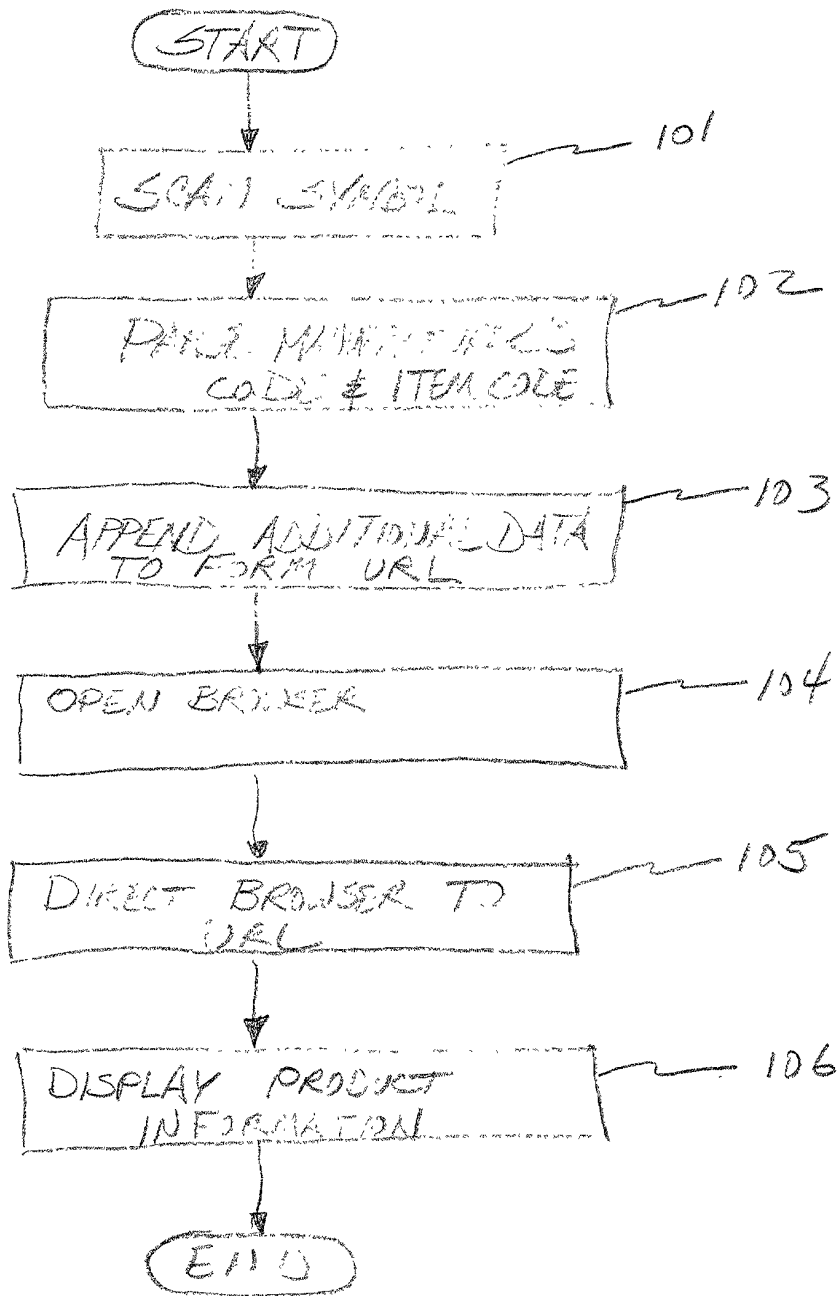 START
101
SCAN SYMBOL
102
PARSE MANUFACTURER'S
CODE & ITEM CODE
103
APPEND ADDITIONAL DATA
TO FORM URL
104
OPEN BROWSER
105
DIRECT BROWSER TO
URL
106
DISPLAY PRODUCT
INFORMATION
END